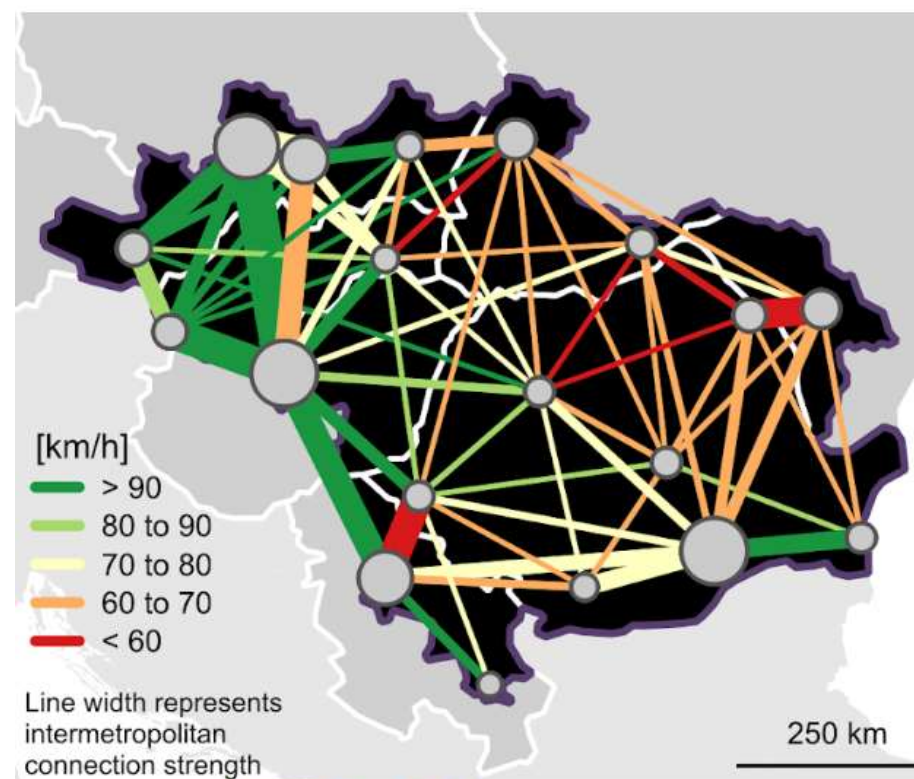 [km/h]
> 90
80 to 90
70 to 80
60 to 70
< 60
Line width represents
intermetropolitan
connection strength
250 km